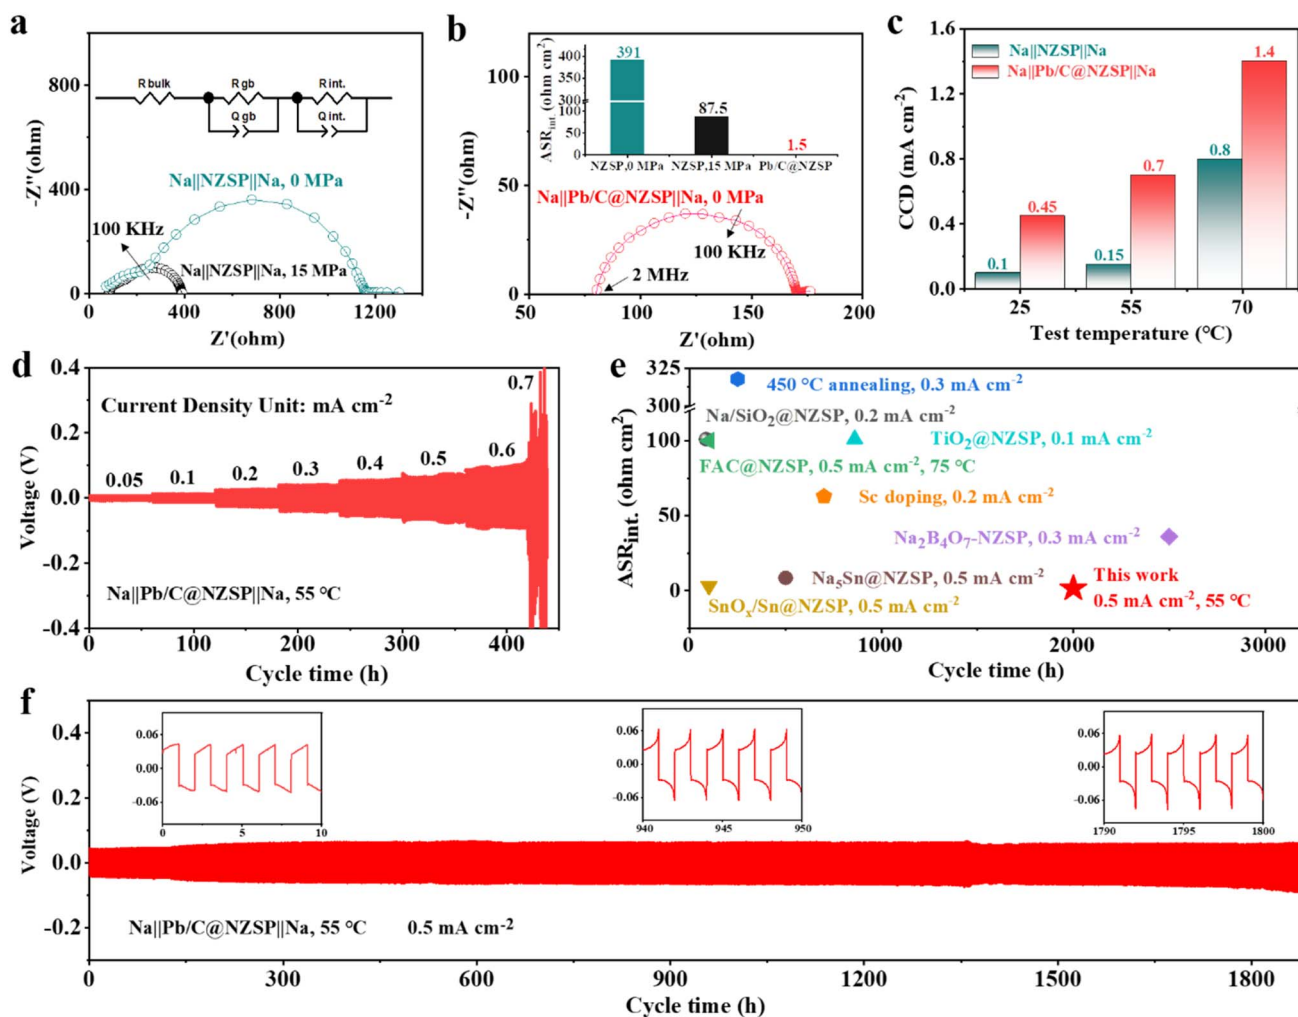 a
800
400
0
-Z''(ohm)
R bulk
R gb
R int.
Q gb
Q int.
Na||NZSP||Na, 0 MPa
100 KHz
Na||NZSP||Na, 15 MPa
0
400
800
1200
Z'(ohm)
b
100
50
0
-Z''(ohm)
400
300
100
50
0
ASRint. (ohm cm²)
391
87.5
1.5
NZSP,0 MPa
NZSP,15 MPa
Pb/C@NZSP
Na||Pb/C@NZSP||Na, 0 MPa
100 KHz
2 MHz
50
100
150
200
Z'(ohm)
c
1.6
1.2
0.8
0.4
0.0
CCD (mA cm⁻²)
Na||NZSP||Na
Na||Pb/C@NZSP||Na
0.1
0.45
0.15
0.7
0.8
1.4
25
55
70
Test temperature (°C)
d
0.4
0.2
0.0
-0.2
-0.4
Voltage (V)
Current Density Unit: mA cm⁻²
0.05
0.1
0.2
0.3
0.4
0.5
0.6
0.7
Na||Pb/C@NZSP||Na, 55 °C
0
100
200
300
400
Cycle time (h)
e
325
300
100
50
0
ASRint. (ohm cm²)
450 °C annealing, 0.3 mA cm⁻²
Na/SiO₂@NZSP, 0.2 mA cm⁻²
TiO₂@NZSP, 0.1 mA cm⁻²
FAC@NZSP, 0.5 mA cm⁻², 75 °C
Sc doping, 0.2 mA cm⁻²
Na₂B₄O₇-NZSP, 0.3 mA cm⁻²
Na₅Sn@NZSP, 0.5 mA cm⁻²
SnOₓ/Sn@NZSP, 0.5 mA cm⁻²
This work
0.5 mA cm⁻², 55 °C
0
1000
2000
3000
Cycle time (h)
f
0.4
0.2
0.0
-0.2
Voltage (V)
0.06
0.00
-0.06
0
5
10
0.06
0.00
-0.06
940
945
950
0.06
0.00
-0.06
1790
1795
1800
Na||Pb/C@NZSP||Na, 55 °C
0.5 mA cm⁻²
0
300
600
900
1200
1500
1800
Cycle time (h)